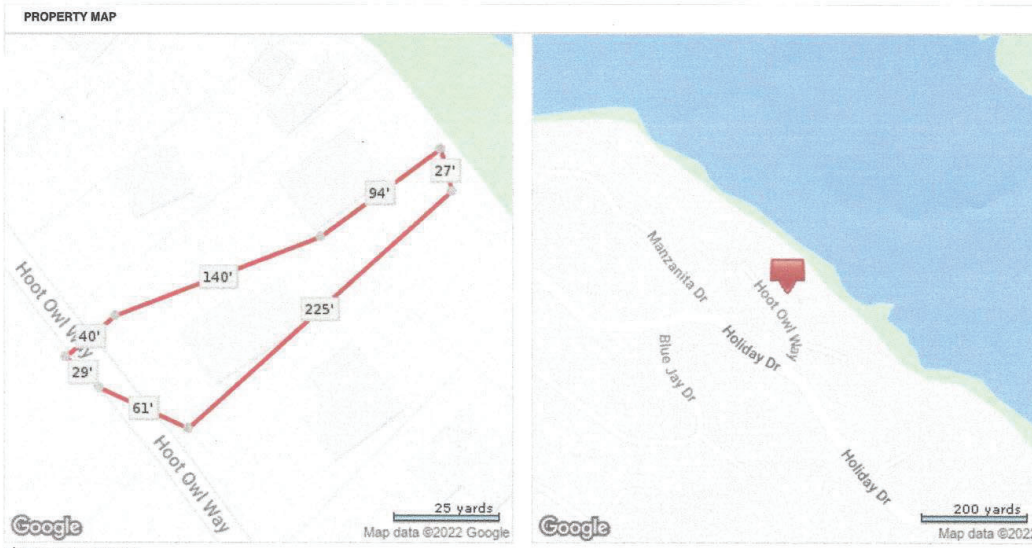 PROPERTY MAP
27'
94'
140'
225'
40'
29'
61'
Hoot Owl Way
Hoot Owl Way
25 yards
Google
Map data ©2022 Google
Manzanita Dr
Hoot Owl Way
Holiday Dr
Blue Jay Dr
Holiday Dr
200 yards
Google
Map data ©202